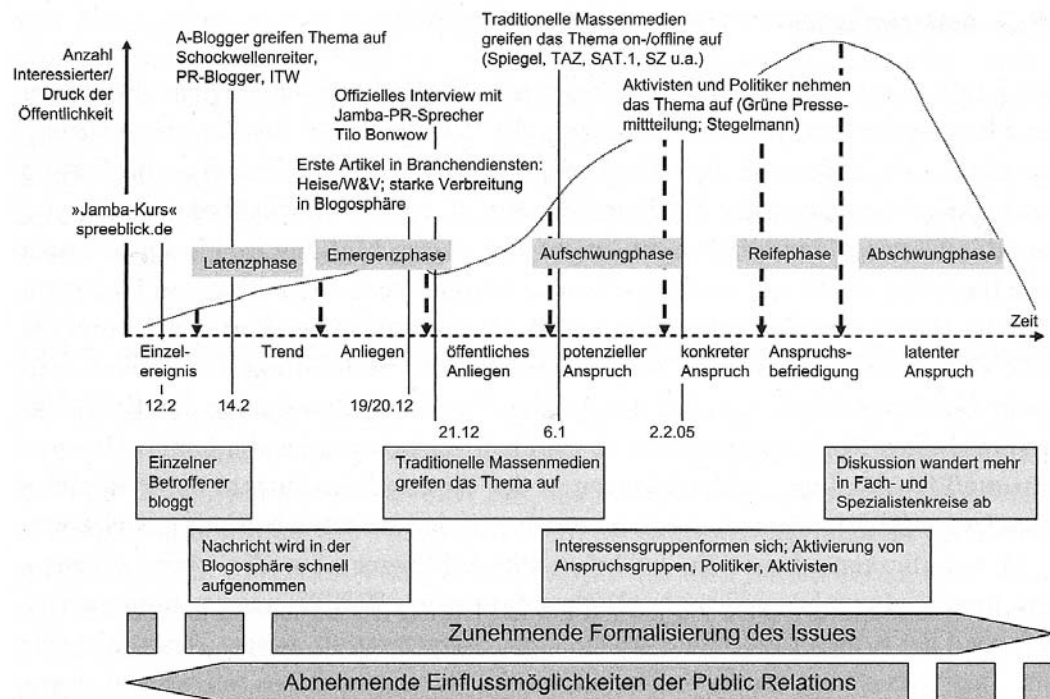 Anzahl
Interessierter/
Druck der
Öffentlichkeit
A-Blogger greifen Thema auf
Schockwellenreiter,
PR-Blogger, ITW
Offizielles Interview mit
Jamba-PR-Sprecher
Tilo Bonwow
Erste Artikel in Branchendiensten:
Heise/W&V; starke Verbreitung
in Blogosphäre
Traditionelle Massenmedien
greifen das Thema on-/offline auf
(Spiegel, TAZ, SAT.1, SZ u.a.)
Aktivisten und Politiker nehmen
das Thema auf (Grüne Presse-
mittteilung; Stegelmann)
»Jamba-Kurs«
spreeblick.de
Latenzphase
Emergenzphase
Aufschwungphase
Reifephase
Abschwungphase
Zeit
Einzel-
ereignis
Trend
Anliegen
öffentliches
Anliegen
potenzieller
Anspruch
konkreter
Anspruch
Anspruchs-
befriedigung
latenter
Anspruch
12.2
14.2
19/20.12
21.12
6.1
2.2.05
Einzelner
Betroffener
bloggt
Traditionelle Massenmedien
greifen das Thema auf
Diskussion wandert mehr
in Fach- und
Spezialistenkreise ab
Nachricht wird in der
Blogosphäre schnell
aufgenommen
Interessensgruppenformen sich; Aktivierung von
Anspruchsgruppen, Politiker, Aktivisten
Zunehmende Formalisierung des Issues
Abnehmende Einflussmöglichkeiten der Public Relations